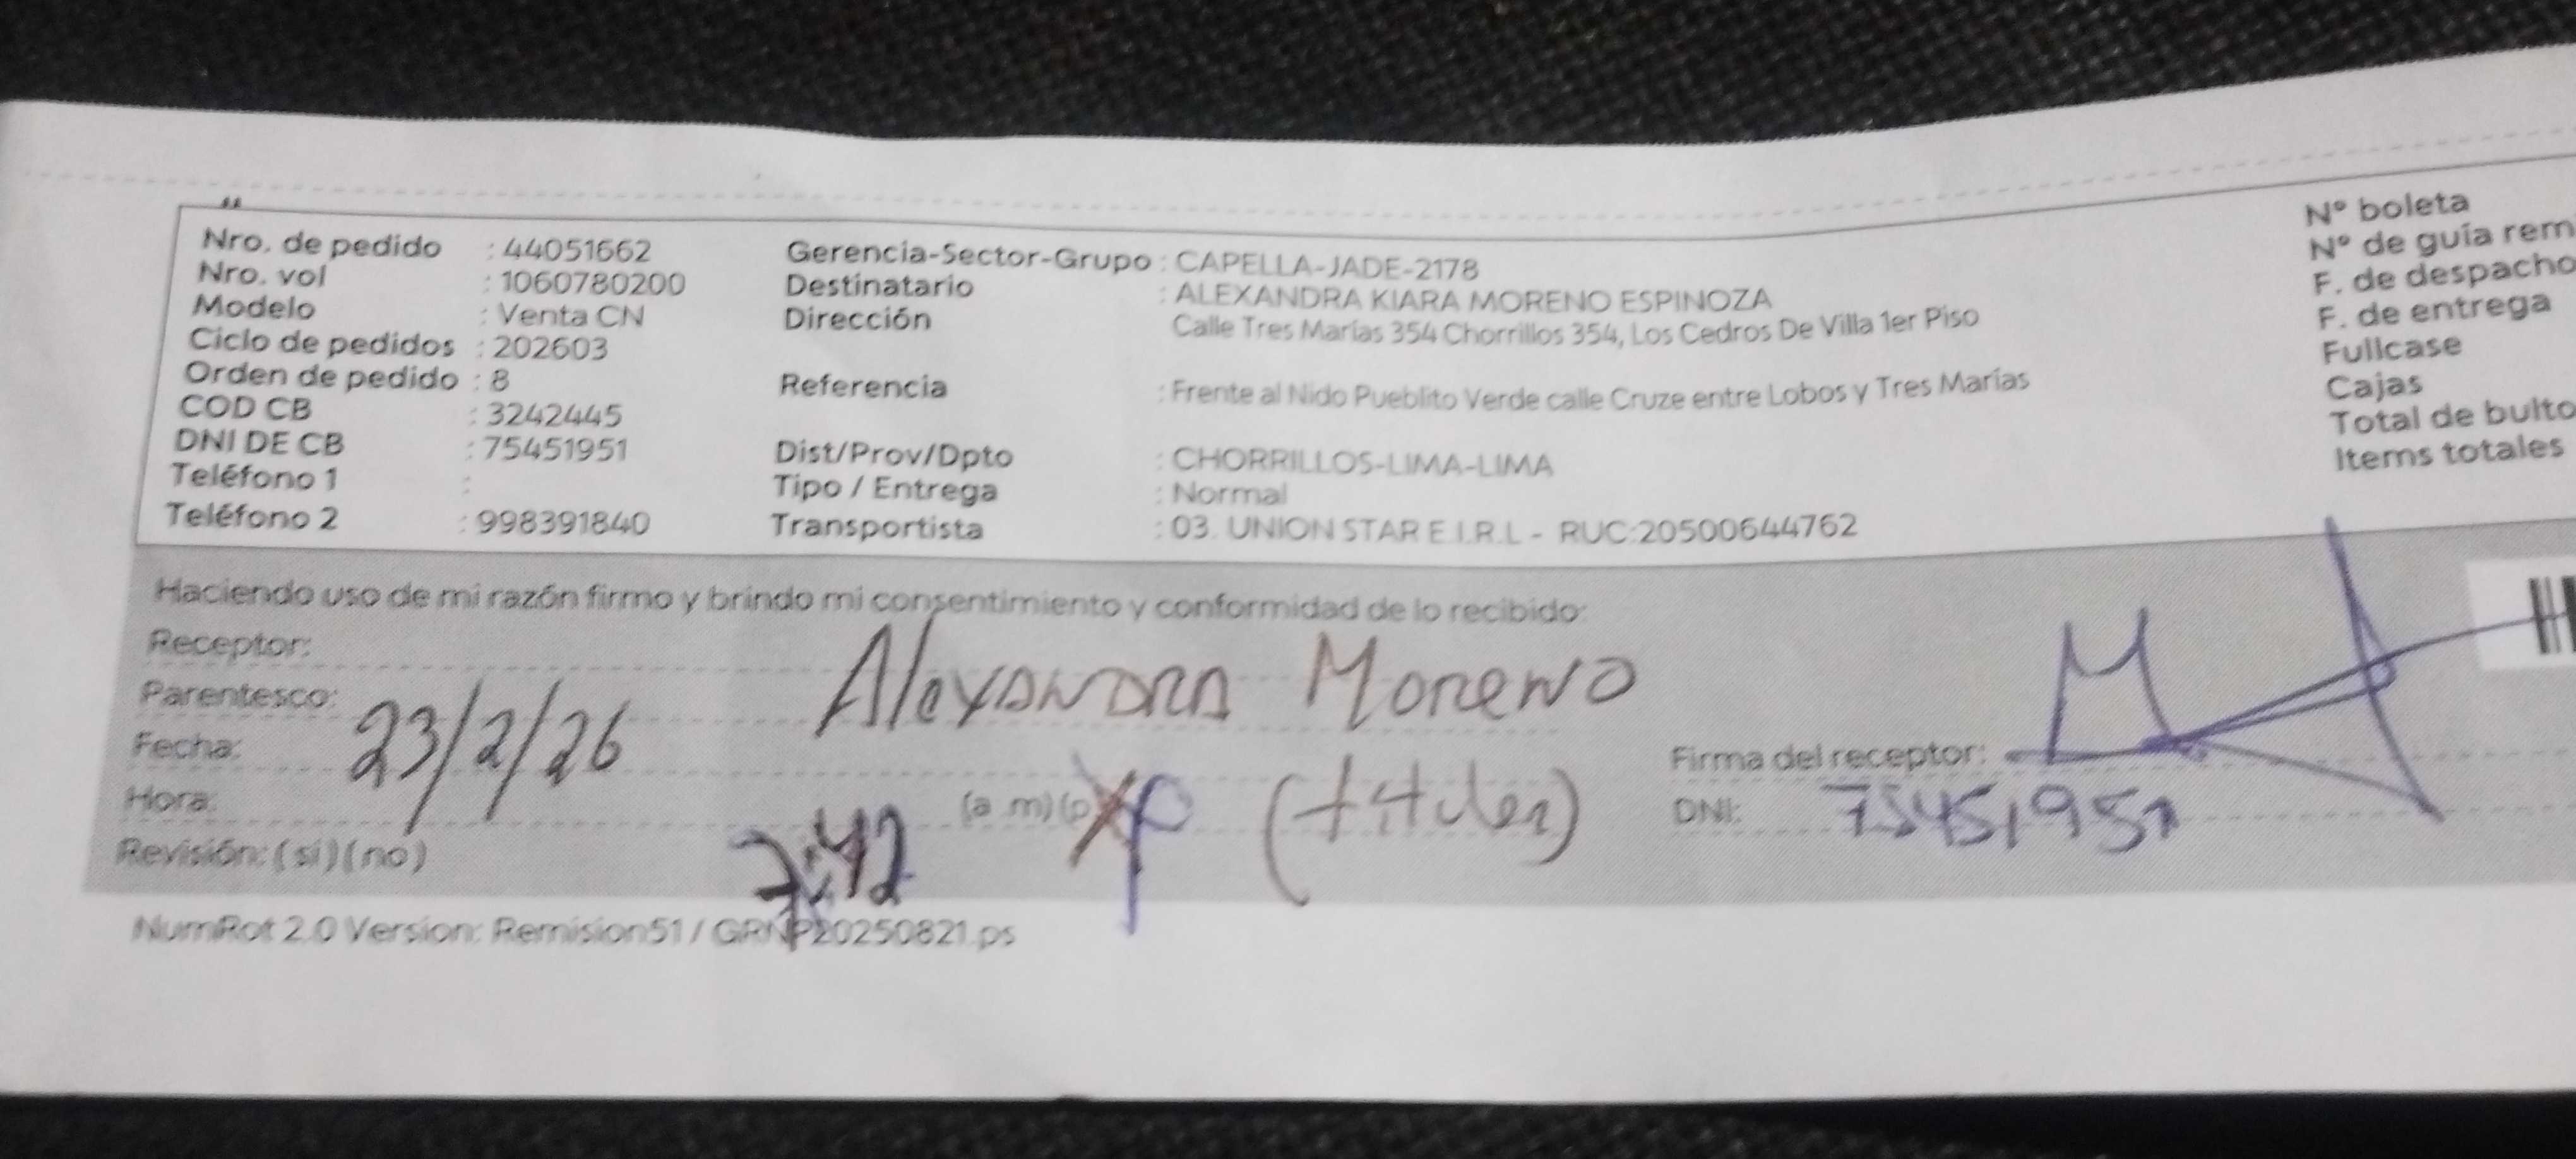 Nro. de pedido : 44051662
Nro. vol : 1060780200
Modelo : Venta CN
Ciclo de pedidos : 202603
Orden de pedido : 8
COD CB : 3242445
DNI DE CB : 75451951
Teléfono 1 :
Teléfono 2 : 998391840
Gerencia-Sector-Grupo : CAPELLA-JADE-2178
Destinatario : ALEXANDRA KIARA MORENO ESPINOZA
Dirección Calle Tres Marías 354 Chorrillos 354, Los Cedros De Villa 1er Piso
Referencia : Frente al Nido Pueblito Verde calle Cruze entre Lobos y Tres Marías
Dist/Prov/Dpto : CHORRILLOS-LIMA-LIMA
Tipo / Entrega : Normal
Transportista : 03. UNION STAR E.I.R.L - RUC:20500644762
N° boleta
N° de guía rem
F. de despacho
F. de entrega
Fullcase
Cajas
Total de bulto
Items totales
Haciendo uso de mi razón firmo y brindo mi consentimiento y conformidad de lo recibido:
Receptor: Alexandra Moreno
Parentesco: (titular)
Fecha: 23/2/26
Hora: 7:42 (a m) (p
Revisión: ( si ) ( no )
Firma del receptor:
DNI: 75451951
NumRot 2.0 Version: Remision51 / GRNP20250821.ps